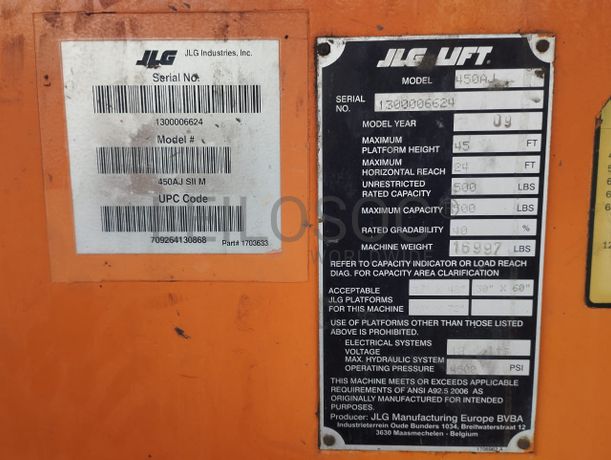 JLG JLG Industries, Inc.
Serial No.
1300006624
Model #
450AJ SII M
UPC Code
709264130868 Part# 1703633
JLG LIFT.
MODEL 450AJ
SERIAL NO. 1300006624
MODEL YEAR 09
MAXIMUM PLATFORM HEIGHT 45 FT
MAXIMUM HORIZONTAL REACH 24 FT
UNRESTRICTED RATED CAPACITY 500 LBS
MAXIMUM CAPACITY LBS
RATED GRADABILITY 40 %
MACHINE WEIGHT 16997 LBS
REFER TO CAPACITY INDICATOR OR LOAD REACH
DIAG. FOR CAPACITY AREA CLARIFICATION
ACCEPTABLE
JLG PLATFORMS
FOR THIS MACHINE
30" X 60"
USE OF PLATFORMS OTHER THAN THOSE LISTED
ABOVE IS PROHIBITED.
ELECTRICAL SYSTEMS
VOLTAGE
MAX. HYDRAULIC SYSTEM
OPERATING PRESSURE PSI
THIS MACHINE MEETS OR EXCEEDS APPLICABLE
REQUIREMENTS OF ANSI A92.5 2006 AS
ORIGINALLY MANUFACTURED FOR INTENDED
PURPOSES.
Producer: JLG Manufacturing Europe BVBA
Industrieterrein Oude Bunders 1034, Breitwaterstraat 12
3630 Maasmechelen - Belgium